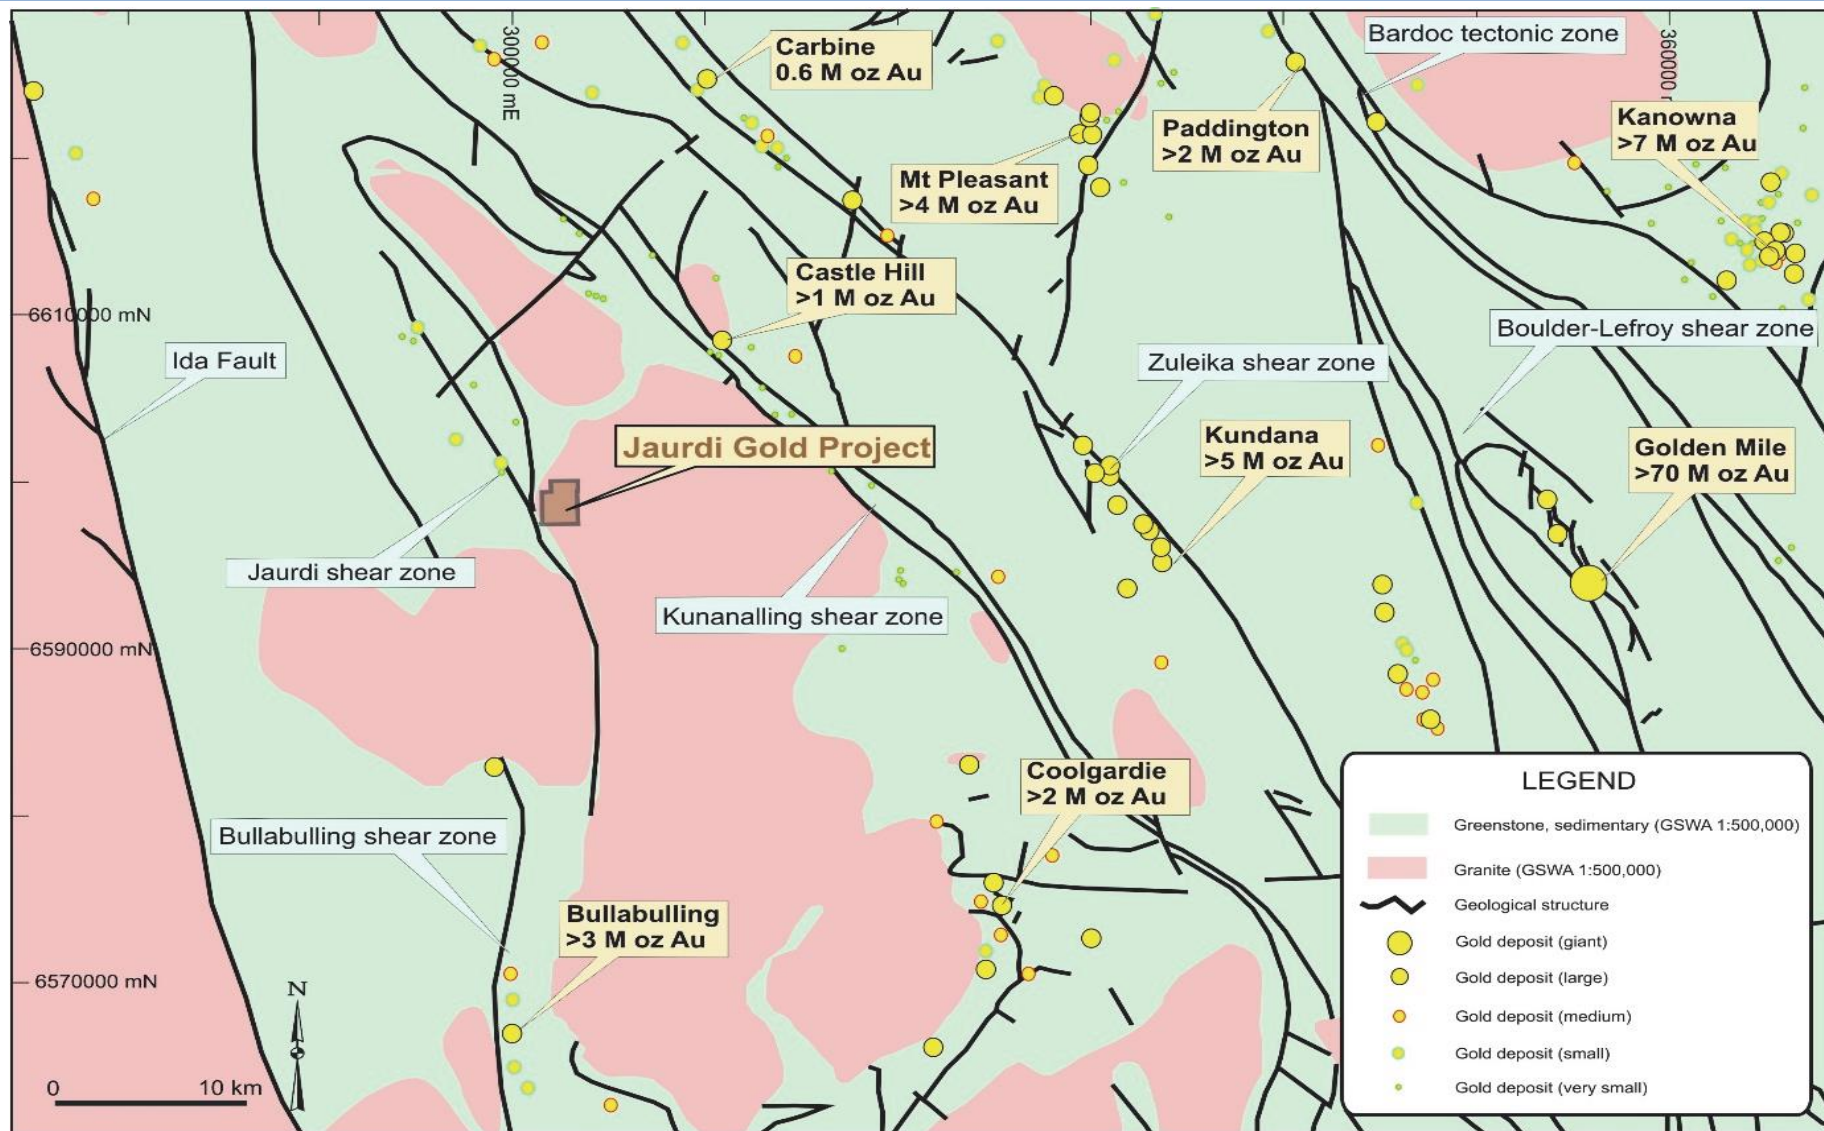 300000 mE
Carbine
0.6 M oz Au
Bardoc tectonic zone
Paddington
>2 M oz Au
Kanowna
>7 M oz Au
Mt Pleasant
>4 M oz Au
Castle Hill
>1 M oz Au
6610000 mN
Ida Fault
Boulder-Lefroy shear zone
Zuleika shear zone
Jaurdi Gold Project
Kundana
>5 M oz Au
Golden Mile
>70 M oz Au
Jaurdi shear zone
Kunanalling shear zone
6590000 mN
Bullabulling shear zone
Coolgardie
>2 M oz Au
Bullabulling
>3 M oz Au
6570000 mN
N
0 10 km
LEGEND
Greenstone, sedimentary (GSWA 1:500,000)
Granite (GSWA 1:500,000)
Geological structure
Gold deposit (giant)
Gold deposit (large)
Gold deposit (medium)
Gold deposit (small)
Gold deposit (very small)